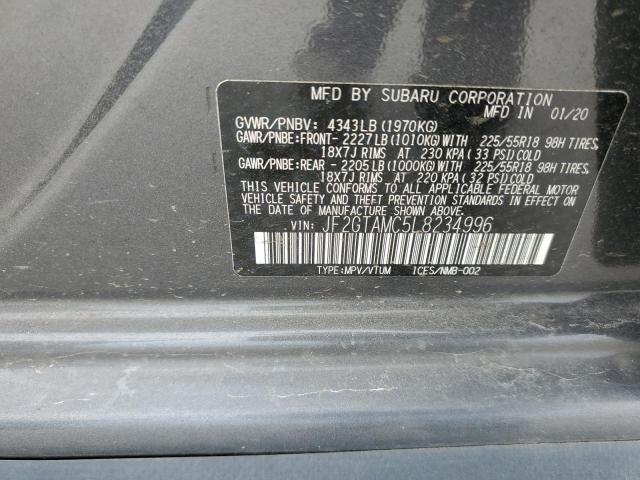 MFD BY SUBARU CORPORATION
MFD IN 01/20
GVWR/PNBV: 4343LB(1970KG)
GAWR/PNBE:FRONT- 2227LB(1010KG)WITH 225/55R18 98H TIRES,
18X7J RIMS AT 230 KPA(33 PSI)COLD
GAWR/PNBE:REAR - 2205LB(1000KG)WITH 225/55R18 98H TIRES,
18X7J RIMS AT 220 KPA(32 PSI)COLD
THIS VEHICLE CONFORMS TO ALL APPLICABLE FEDERAL MOTOR
VEHICLE SAFETY AND THEFT PREVENTION STANDARDS IN EFFECT ON
THE DATE OF MANUFACTURE SHOWN ABOVE.
VIN: JF2GTAMC5L8234996
TYPE:MPV/VTUM ICES/NMB-002